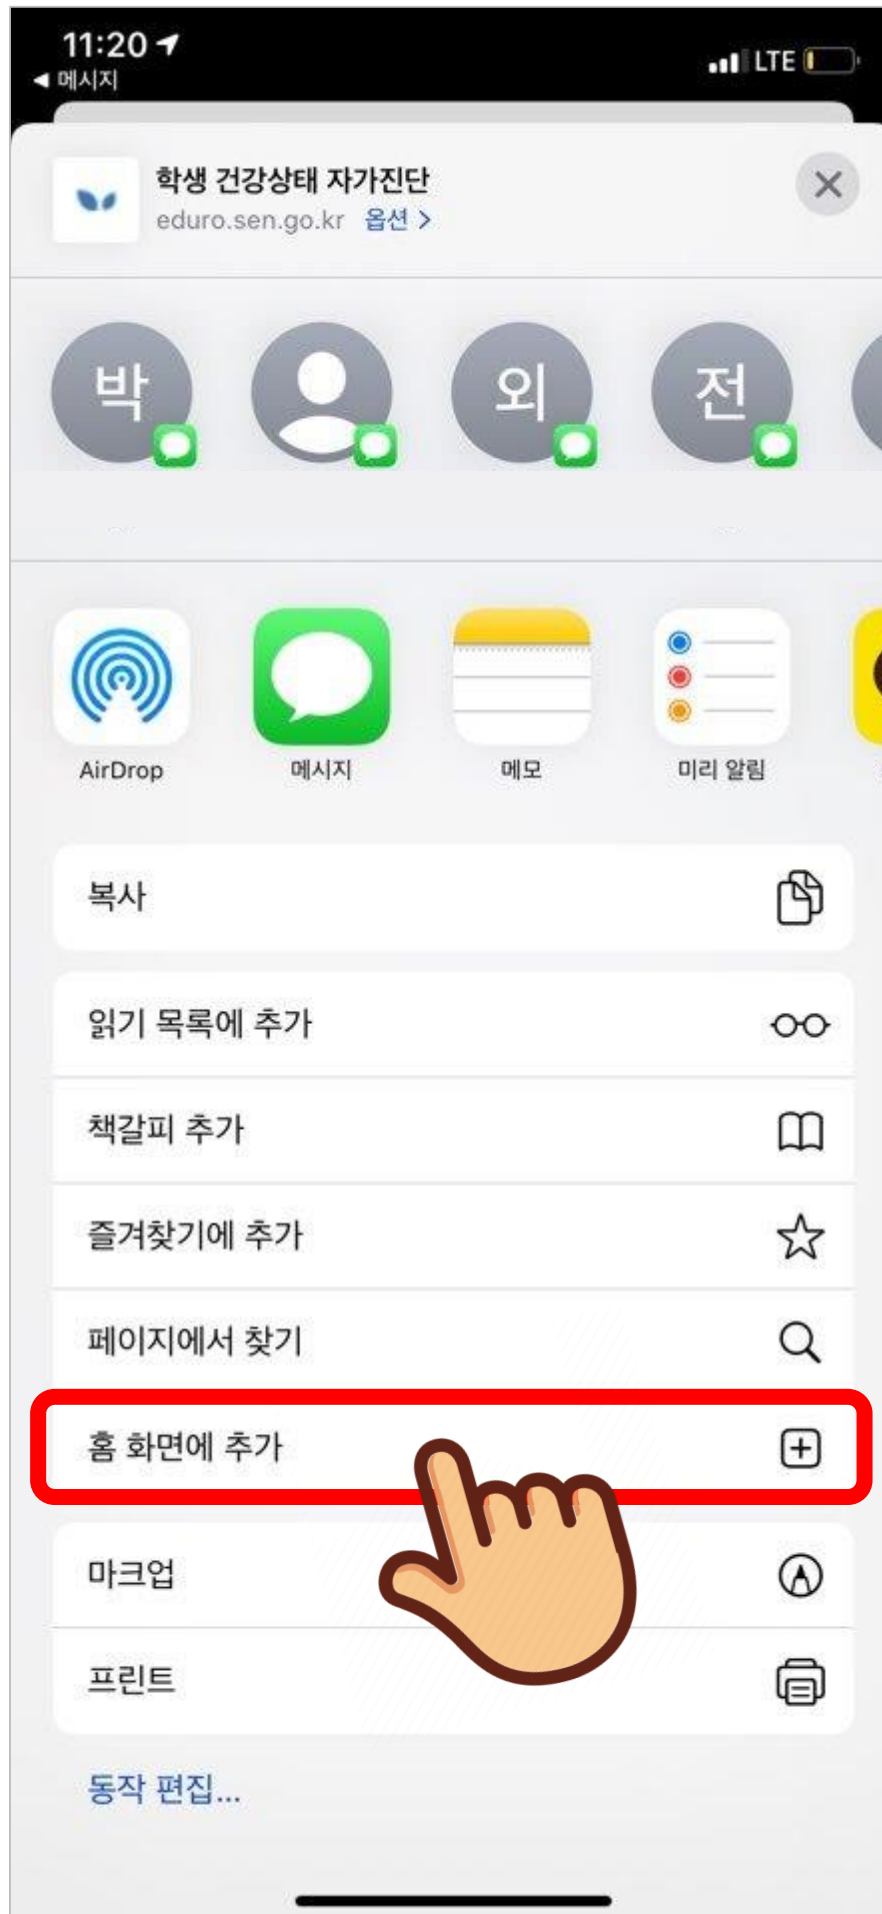 11:20
LTE
◀ 메시지
학생 건강상태 자가진단
eduro.sen.go.kr 옵션 >
박
외
전
AirDrop
메시지
메모
미리 알림
복사
읽기 목록에 추가
책갈피 추가
즐겨찾기에 추가
페이지에서 찾기
홈 화면에 추가
마크업
프린트
동작 편집...